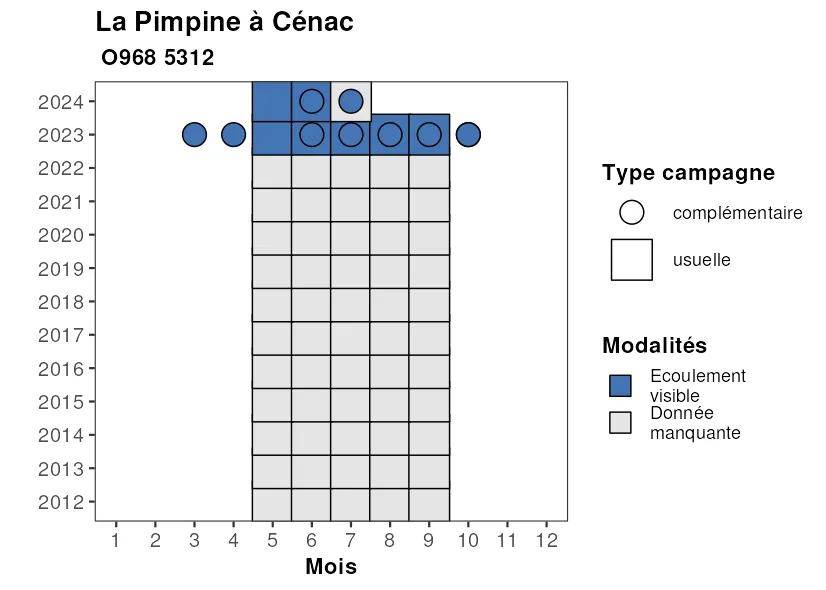 La Pimpine à Cénac
O968 5312
2024
2023
2022
2021
2020
2019
2018
2017
2016
2015
2014
2013
2012
1 2 3 4 5 6 7 8 9 10 11 12
Mois
Type campagne
complémentaire
usuelle
Modalités
Ecoulement
visible
Donnée
manquante